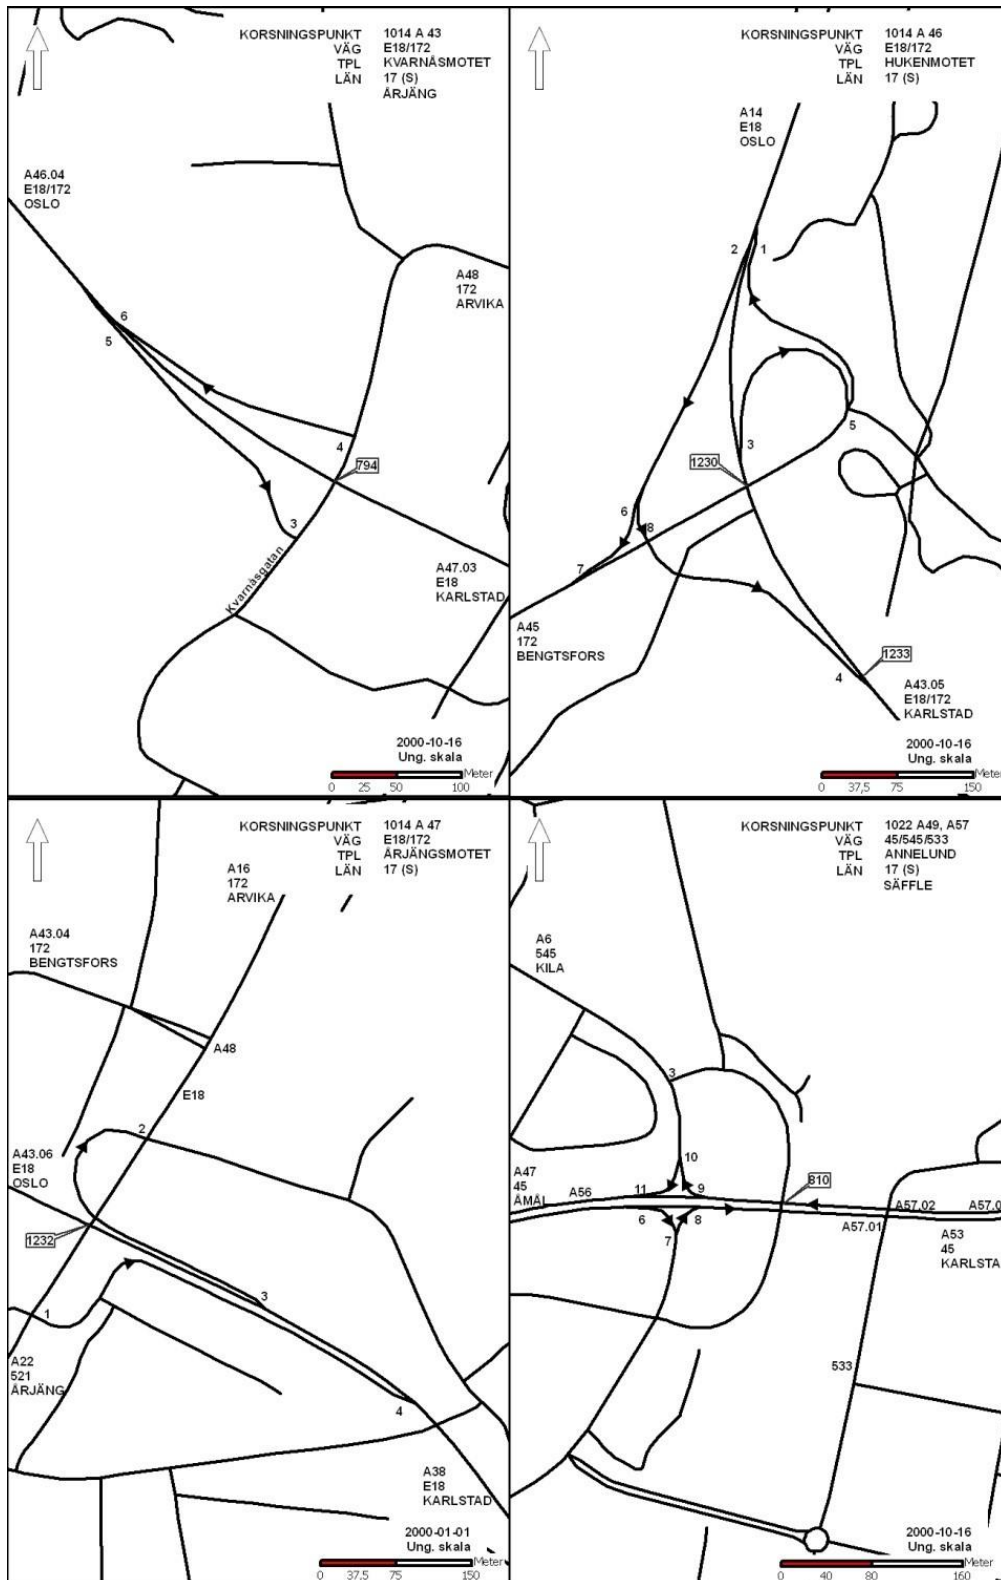 KORSNINGSPUNKT 1014 A 43
VÄG E18/172
TPL KVARNÅSMOTET
LÄN 17 (S)
ÅRJÄNG
A46.04
E18/172
OSLO
A48
172
ARVIKA
6
5
4
794
3
Kvarnåsgatan
A47.03
E18
KARLSTAD
2000-10-16
Ung. skala
Meter
0 25 50 100
KORSNINGSPUNKT 1014 A 46
VÄG E18/172
TPL HUKENMOTET
LÄN 17 (S)
A14
E18
OSLO
2 1
5
3
1230
6
8
7
A45
172
BENGTSFORS
1233
4
A43.05
E18/172
KARLSTAD
2000-10-16
Ung. skala
Meter
0 37,5 75 150
KORSNINGSPUNKT 1014 A 47
VÄG E18/172
TPL ÅRJÄNGSMOTET
LÄN 17 (S)
A16
172
ARVIKA
A43.04
172
BENGTSFORS
A48
E18
2
A43.06
E18
OSLO
1232
3
1
A22
521
ÅRJÄNG
4
A38
E18
KARLSTAD
2000-01-01
Ung. skala
Meter
0 37,5 75 150
KORSNINGSPUNKT 1022 A49, A57
VÄG 45/545/533
TPL ANNELUND
LÄN 17 (S)
SÄFFLE
A6
545
KILA
3
10
A47
45
ÅMÅL
A56
11 9
810
6 8
7
A57.02
A57.0
A57.01
A53
45
KARLSTA
533
2000-10-16
Ung. skala
Meter
0 40 80 160